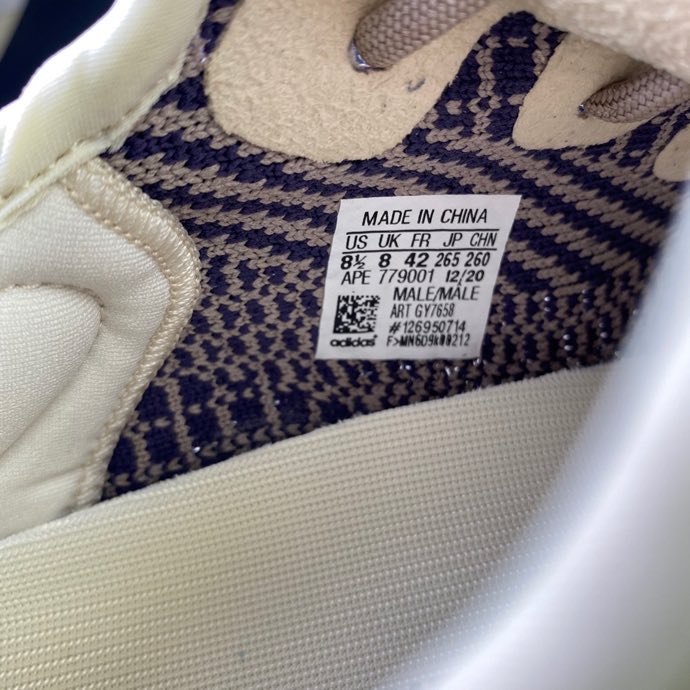 MADE IN CHINA
US UK FR JP CHN
8½ 8 42 265 260
APE 779001 12/20
MALE/MALE
ART GY7658
#126950714
adidas F>MN6D9K00212